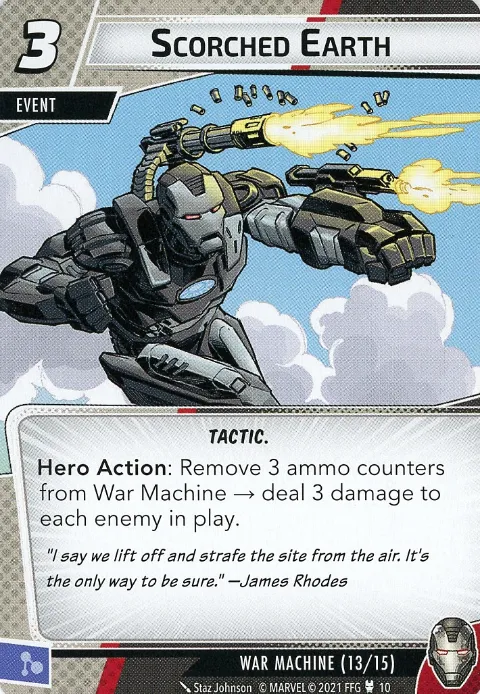 3
SCORCHED EARTH
EVENT
TACTIC.
Hero Action: Remove 3 ammo counters
from War Machine → deal 3 damage to
each enemy in play.
"I say we lift off and strafe the site from the air. It's
the only way to be sure." —James Rhodes
WAR MACHINE (13/15)
Staz Johnson © MARVEL © 2021 FFG 10